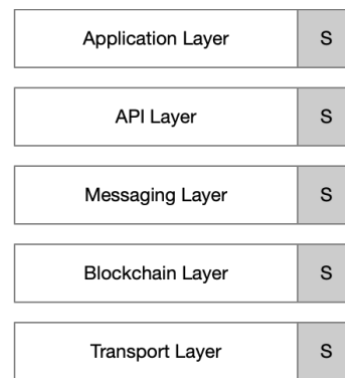 Application Layer S
API Layer S
Messaging Layer S
Blockchain Layer S
Transport Layer S